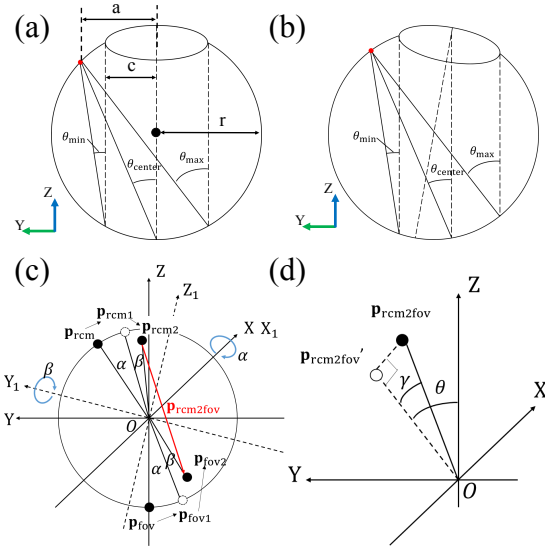 (a)
a
c
r
θmin
θcenter
θmax
Z
Y
(b)
θmin
θcenter
θmax
Z
Y
(c)
Z
Z1
X X1
α
prcm1
prcm
prcm2
α
β
β
Y1
Y
O
prcm2fov
α
β
pfov2
pfov
pfov1
(d)
Z
prcm2fov
prcm2fov'
γ
θ
X
Y
O